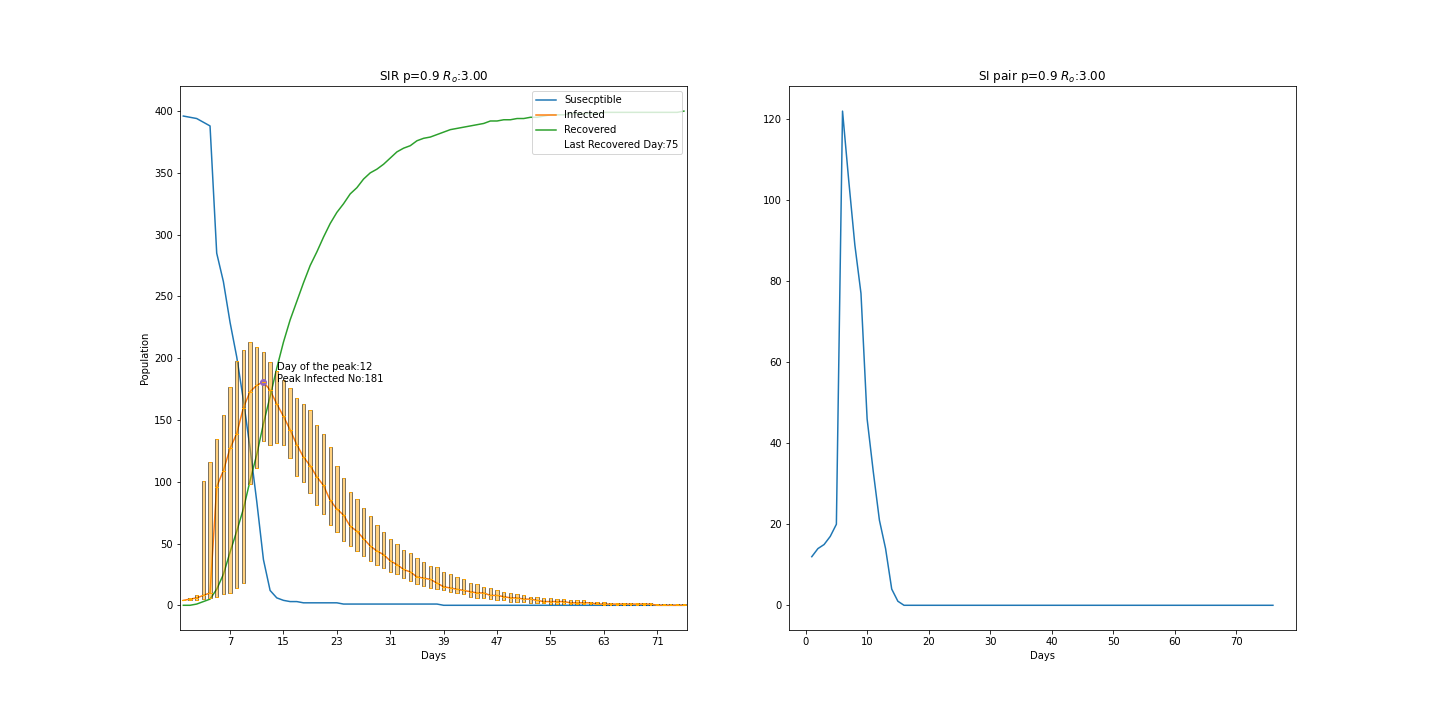 SIR p=0.9 Rₒ:3.00
Susecptible
Infected
Recovered
Last Recovered Day:75
400
350
300
250
200
150
100
50
0
Population
Day of the peak:12
Peak Infected No:181
7 15 23 31 39 47 55 63 71
Days
SI pair p=0.9 Rₒ:3.00
120
100
80
60
40
20
0
0 10 20 30 40 50 60 70
Days